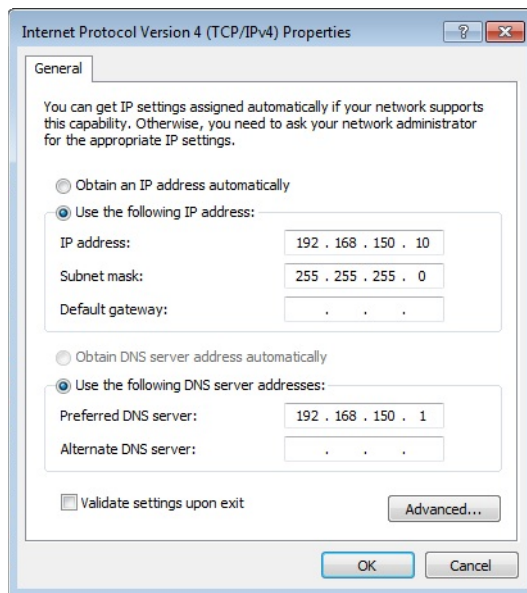 Internet Protocol Version 4 (TCP/IPv4) Properties
?
General
You can get IP settings assigned automatically if your network supports
this capability. Otherwise, you need to ask your network administrator
for the appropriate IP settings.
Obtain an IP address automatically
Use the following IP address:
IP address: 192 . 168 . 150 . 10
Subnet mask: 255 . 255 . 255 . 0
Default gateway: . . .
Obtain DNS server address automatically
Use the following DNS server addresses:
Preferred DNS server: 192 . 168 . 150 . 1
Alternate DNS server: . . .
Validate settings upon exit
Advanced...
OK Cancel